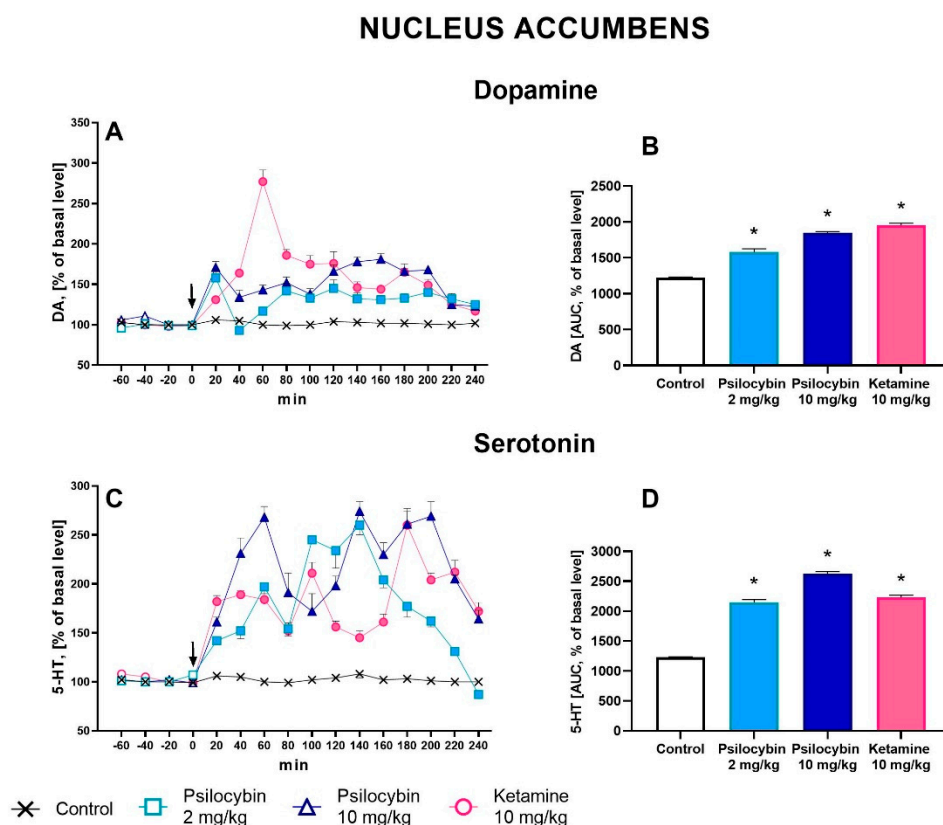 NUCLEUS ACCUMBENS
Dopamine
A
DA, [% of basal level]
350
300
250
200
150
100
50
-60 -40 -20 0 20 40 60 80 100 120 140 160 180 200 220 240
min
B
DA [AUC, % of basal level]
2500
2000
1500
1000
500
0
* * *
Control Psilocybin Psilocybin Ketamine
2 mg/kg 10 mg/kg 10 mg/kg
Serotonin
C
5-HT, [% of basal level]
300
250
200
150
100
50
-60 -40 -20 0 20 40 60 80 100 120 140 160 180 200 220 240
min
D
5-HT [AUC, % of basal level]
3000
2500
2000
1500
1000
500
0
* * *
Control Psilocybin Psilocybin Ketamine
2 mg/kg 10 mg/kg 10 mg/kg
Control Psilocybin Psilocybin Ketamine
2 mg/kg 10 mg/kg 10 mg/kg